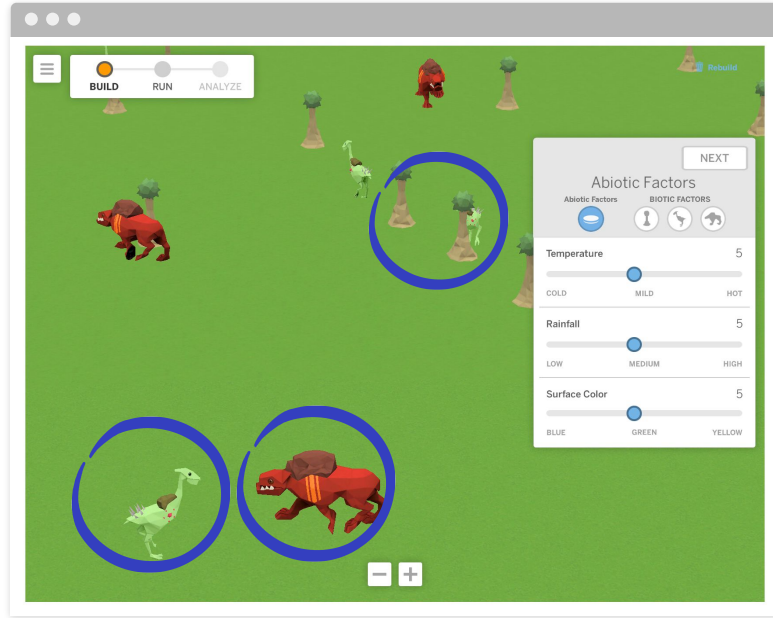 Rebuild
BUILD RUN ANALYZE
NEXT
Abiotic Factors
Abiotic Factors BIOTIC FACTORS
Temperature 5
COLD MILD HOT
Rainfall 5
LOW MEDIUM HIGH
Surface Color 5
BLUE GREEN YELLOW